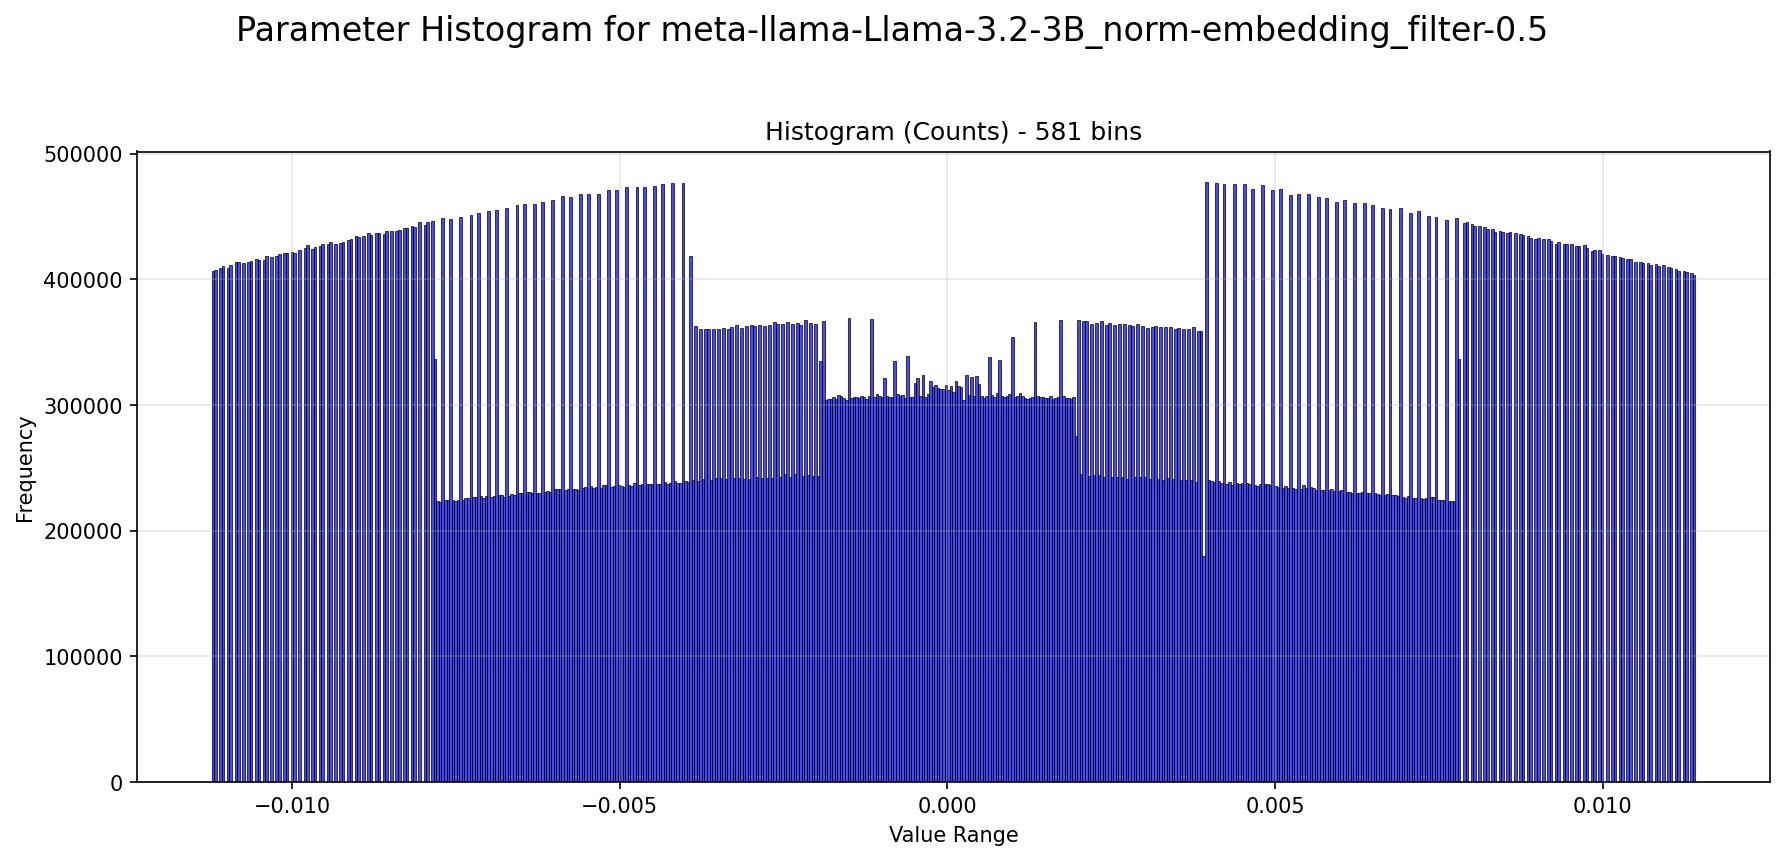 Parameter Histogram for meta-llama-Llama-3.2-3B_norm-embedding_filter-0.5
Histogram (Counts) - 581 bins
500000
400000
300000
200000
100000
0
Frequency
−0.010 −0.005 0.000 0.005 0.010
Value Range